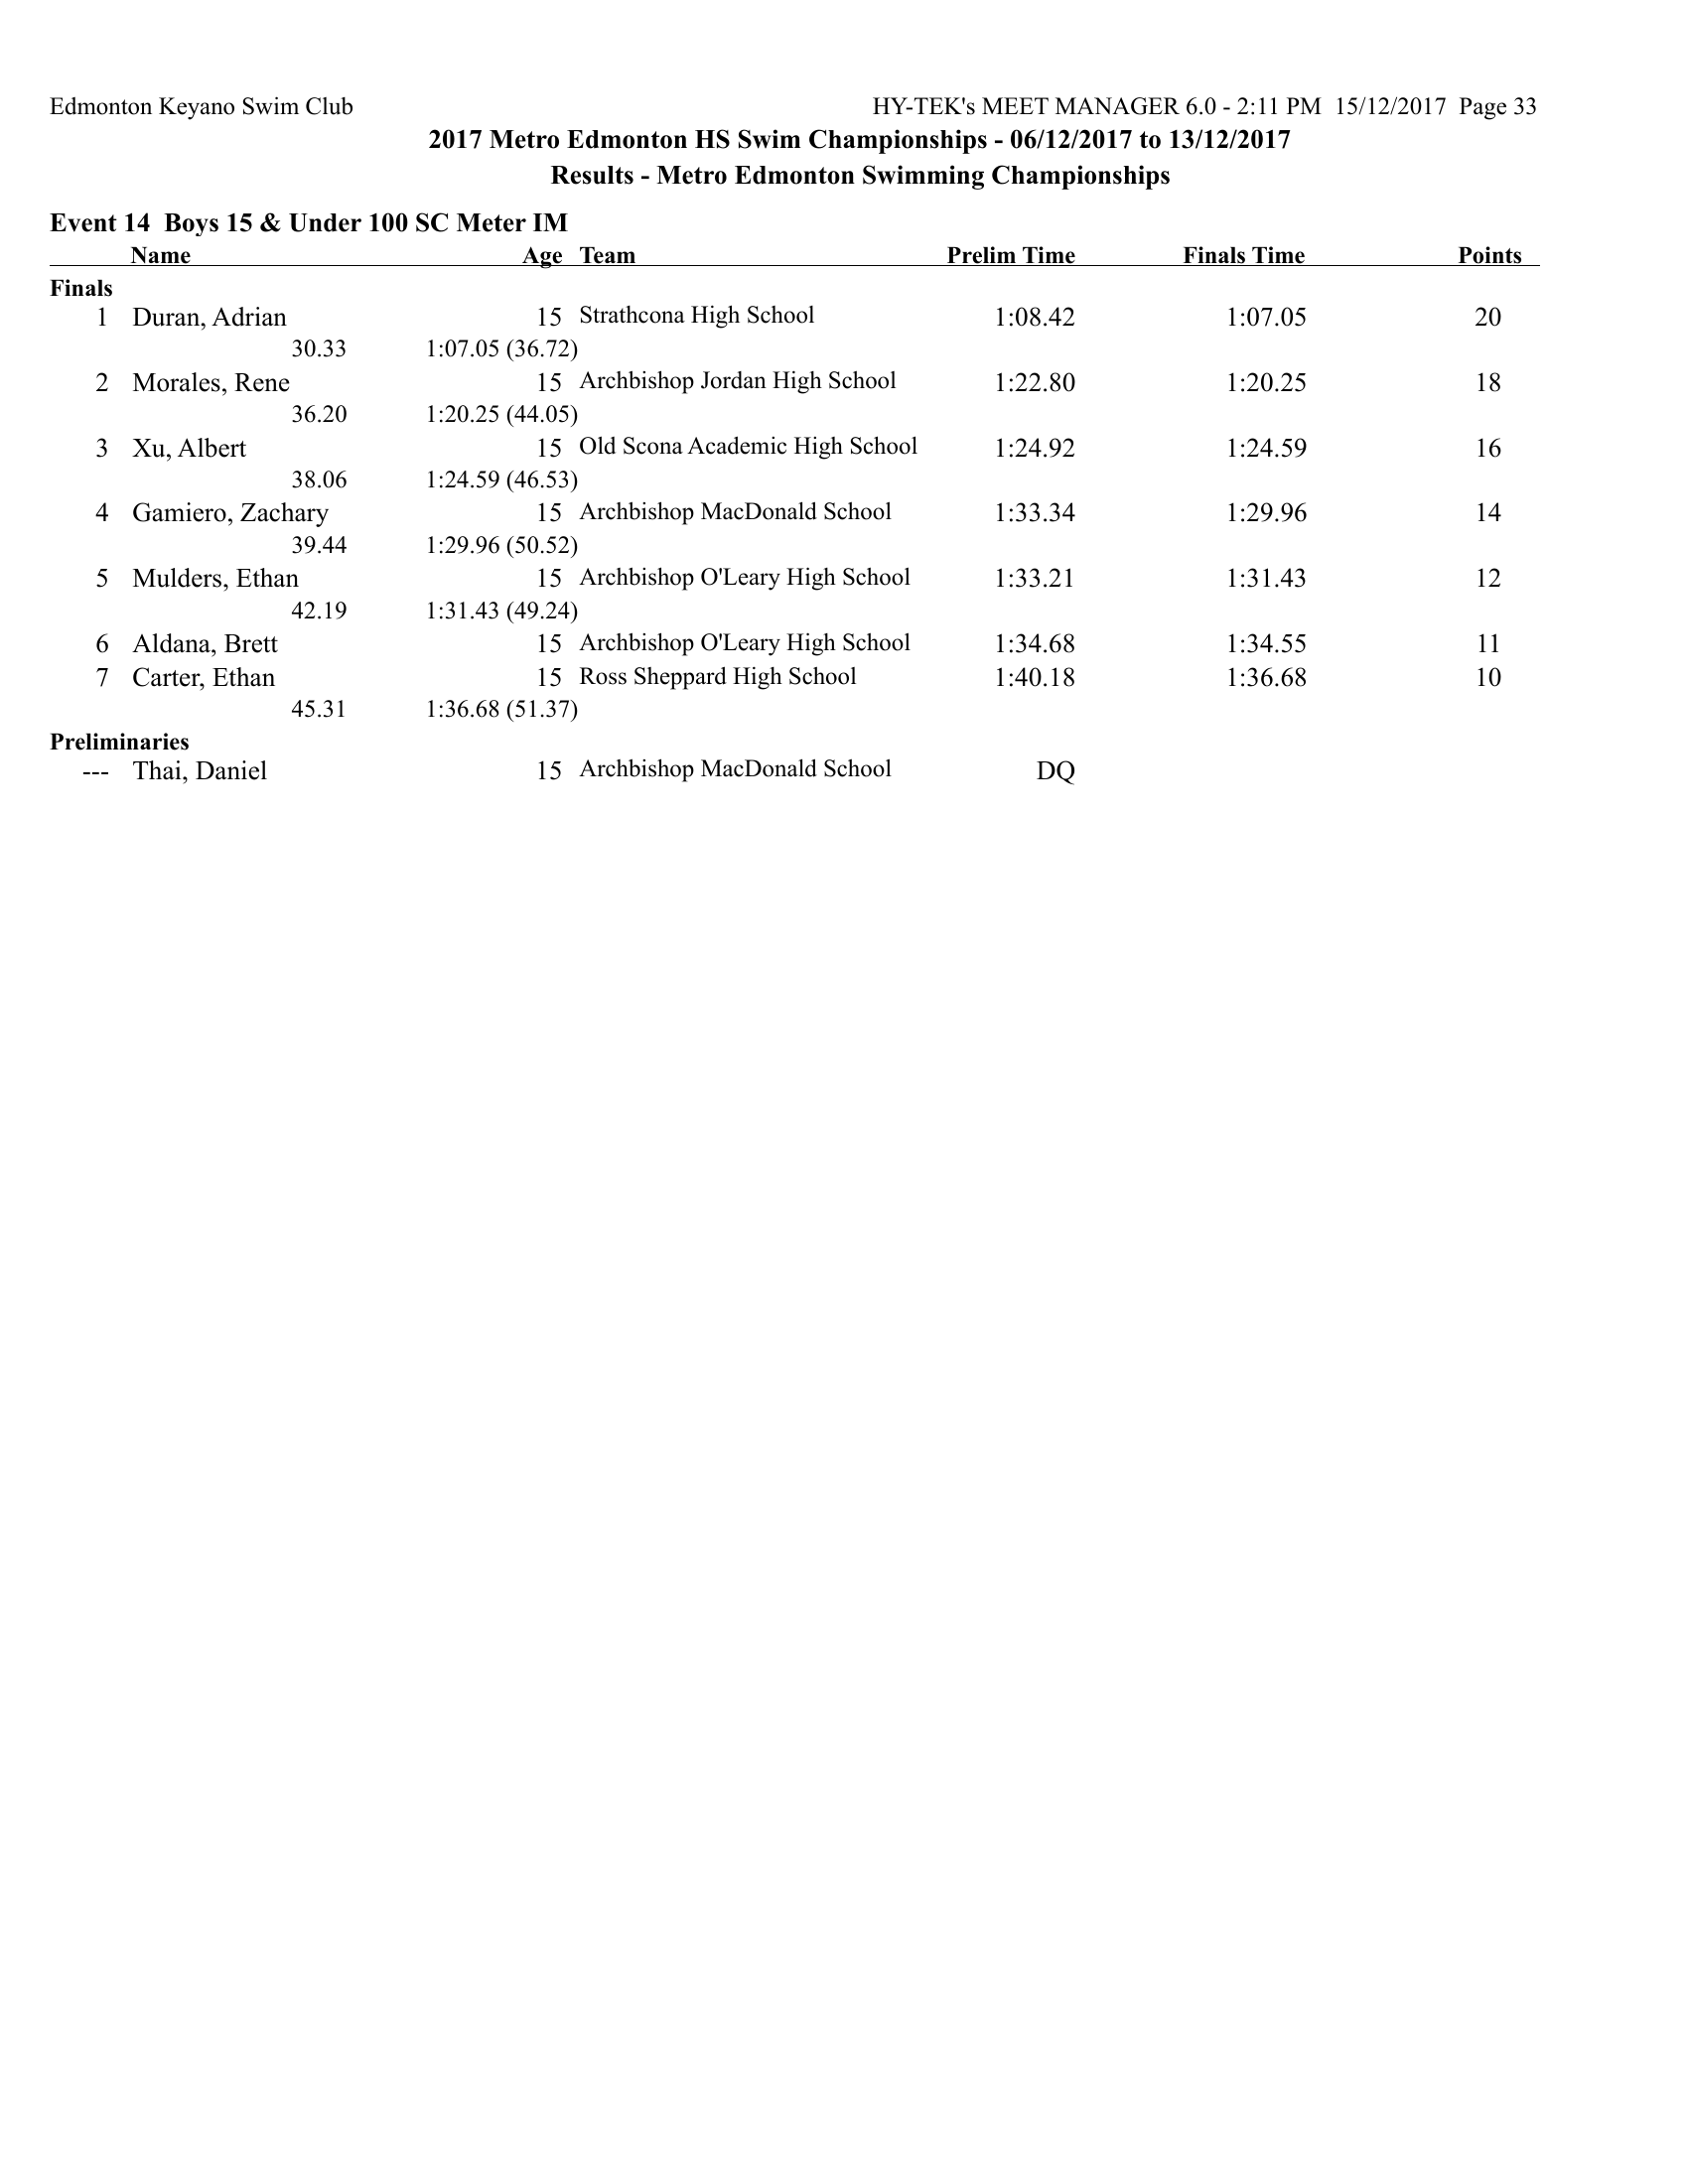 Edmonton Keyano Swim Club HY-TEK's MEET MANAGER 6.0 - 2:11 PM 15/12/2017 Page 33
2017 Metro Edmonton HS Swim Championships - 06/12/2017 to 13/12/2017
Results - Metro Edmonton Swimming Championships
Event 14 Boys 15 & Under 100 SC Meter IM
Name Age Team Prelim Time Finals Time Points
Finals
1 Duran, Adrian 15 Strathcona High School 1:08.42 1:07.05 20
30.33 1:07.05 (36.72)
2 Morales, Rene 15 Archbishop Jordan High School 1:22.80 1:20.25 18
36.20 1:20.25 (44.05)
3 Xu, Albert 15 Old Scona Academic High School 1:24.92 1:24.59 16
38.06 1:24.59 (46.53)
4 Gamiero, Zachary 15 Archbishop MacDonald School 1:33.34 1:29.96 14
39.44 1:29.96 (50.52)
5 Mulders, Ethan 15 Archbishop O'Leary High School 1:33.21 1:31.43 12
42.19 1:31.43 (49.24)
6 Aldana, Brett 15 Archbishop O'Leary High School 1:34.68 1:34.55 11
7 Carter, Ethan 15 Ross Sheppard High School 1:40.18 1:36.68 10
45.31 1:36.68 (51.37)
Preliminaries
--- Thai, Daniel 15 Archbishop MacDonald School DQ